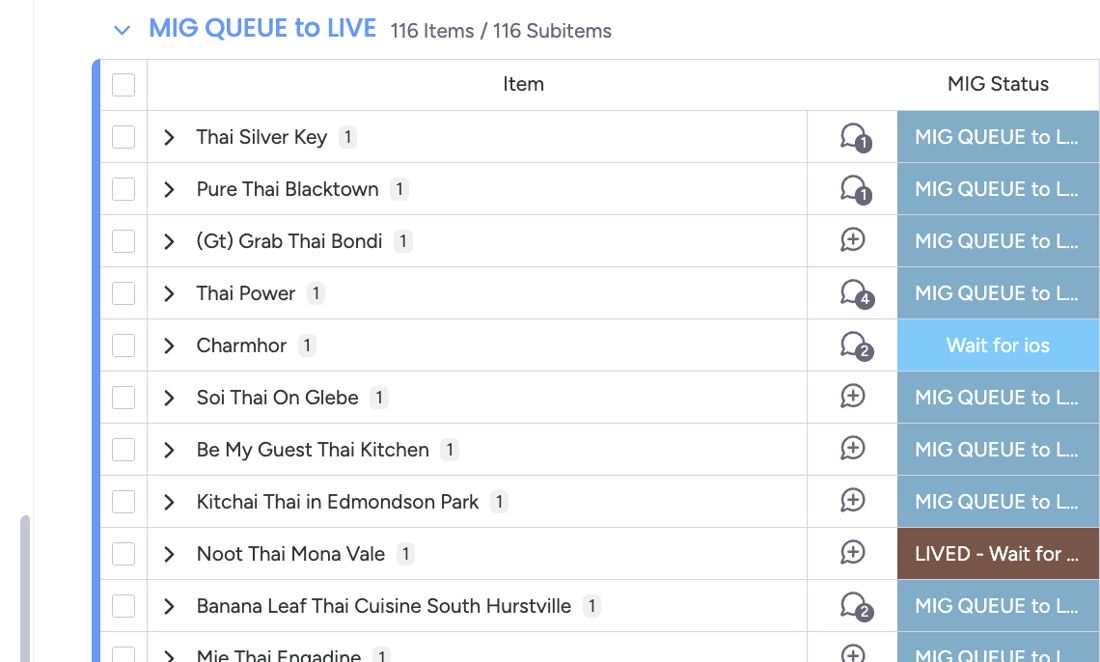 MIG QUEUE to LIVE 116 Items / 116 Subitems
Item MIG Status
Thai Silver Key 1 1 MIG QUEUE to L...
Pure Thai Blacktown 1 1 MIG QUEUE to L...
(Gt) Grab Thai Bondi 1 MIG QUEUE to L...
Thai Power 1 4 MIG QUEUE to L...
Charmhor 1 2 Wait for ios
Soi Thai On Glebe 1 MIG QUEUE to L...
Be My Guest Thai Kitchen 1 MIG QUEUE to L...
Kitchai Thai in Edmondson Park 1 MIG QUEUE to L...
Noot Thai Mona Vale 1 LIVED - Wait for ...
Banana Leaf Thai Cuisine South Hurstville 1 2 MIG QUEUE to L...
Mie Thai Engadine 1 MIG QUEUE to L...